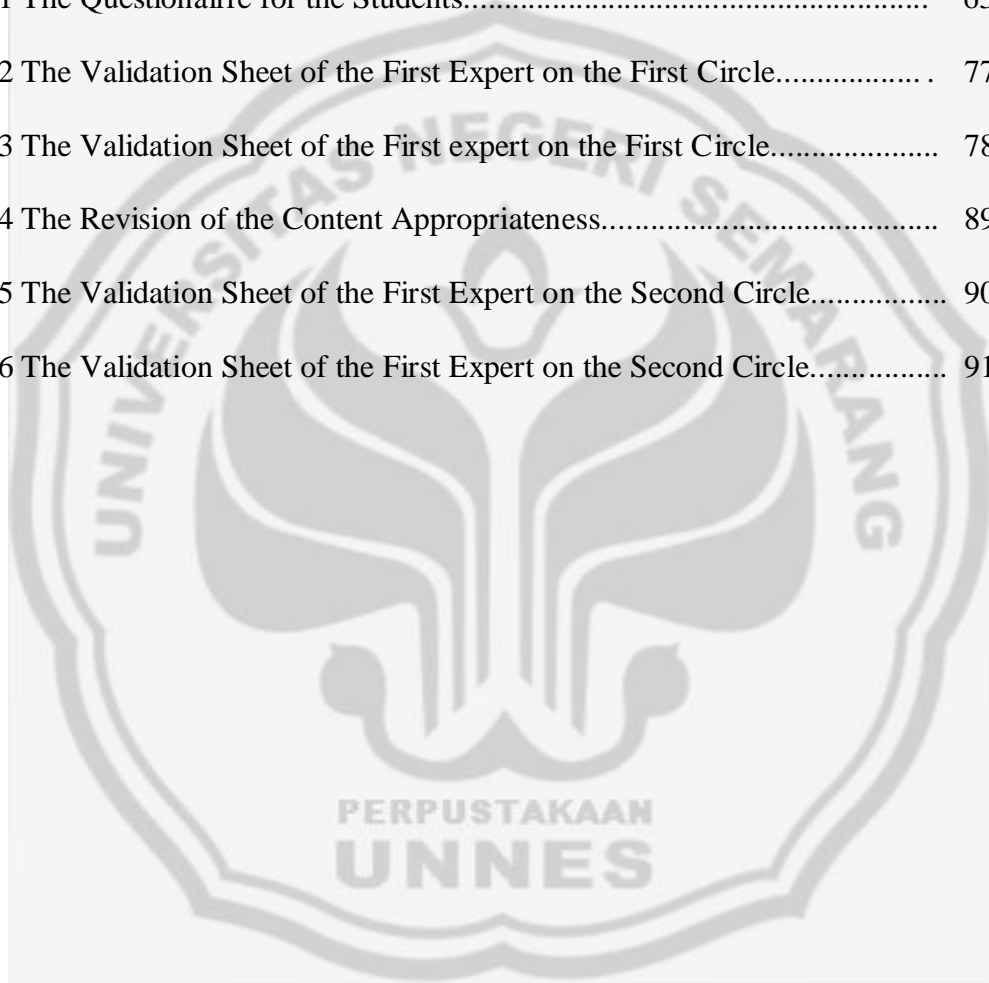 1 The Questionairre for the Students..................................................... 63
2 The Validation Sheet of the First Expert on the First Circle................ . 77
3 The Validation Sheet of the First expert on the First Circle................... 78
4 The Revision of the Content Appropriateness...................................... 89
5 The Validation Sheet of the First Expert on the Second Circle................ 90
6 The Validation Sheet of the First Expert on the Second Circle................ 91
UNIVERSITAS NEGERI SEMARANG
PERPUSTAKAAN
UNNES